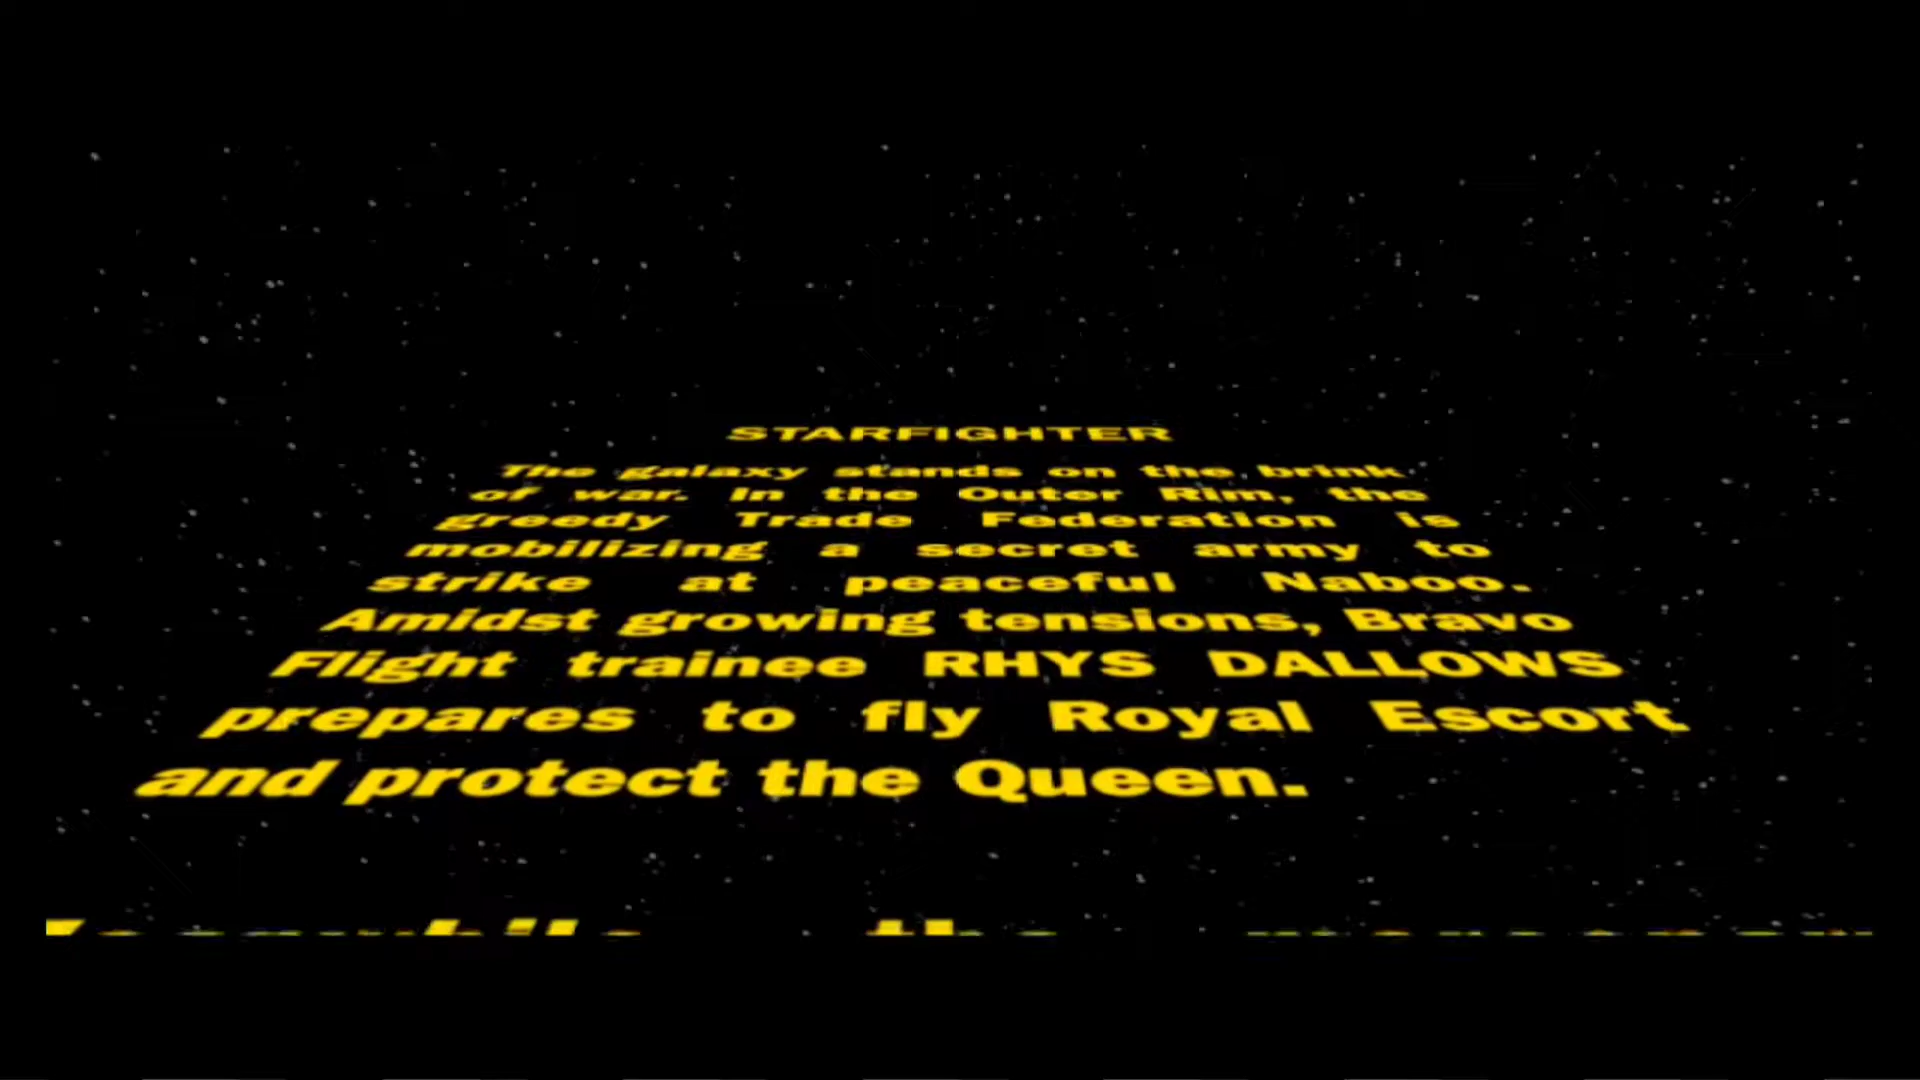 STARFIGHTER
The galaxy stands on the brink
of war. In the Outer Rim, the
greedy Trade Federation is
mobilizing a secret army to
strike at peaceful Naboo.
Amidst growing tensions, Bravo
Flight trainee RHYS DALLOWS
prepares to fly Royal Escort
and protect the Queen.